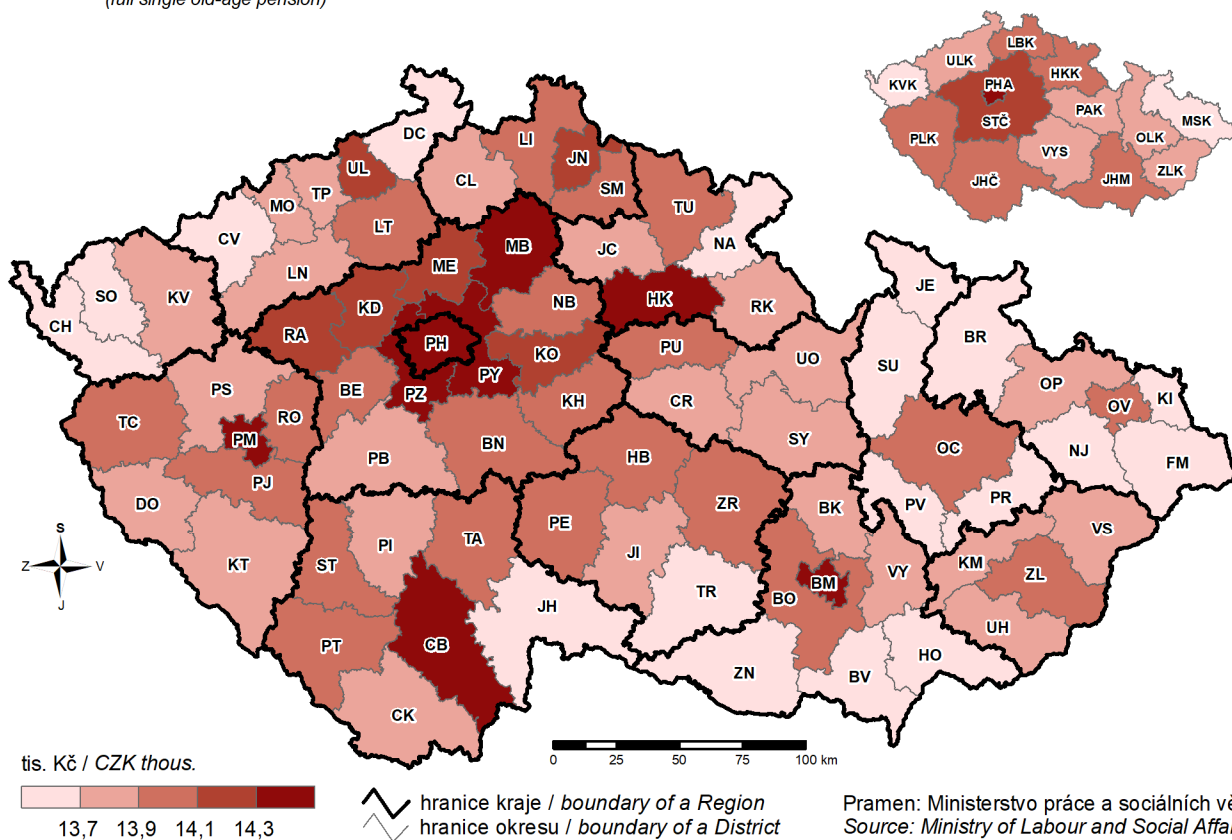 (full single old-age pension)
LBK
ULK
HKK
KVK
PHA
PAK
STČ
MSK
PLK
OLK
VYS
ZLK
JHČ
JHM
DC
LI
JN
UL
CL
SM
TP
MO
TU
LT
CV
NA
MB
JC
ME
LN
JE
SO
KV
NB
HK
RK
KD
CH
RA
BR
PH
KO
PU
UO
SU
PY
PS
BE
PZ
KH
CR
OP
KI
OV
TC
RO
PM
BN
SY
OC
NJ
FM
PB
HB
PJ
DO
ZR
BK
PV
PR
VS
PE
TA
PI
JI
KT
ST
KM
ZL
VY
BM
BO
TR
JH
UH
PT
CB
HO
ZN
BV
CK
S
Z V
J
0 25 50 75 100 km
tis. Kč / CZK thous.
13,7 13,9 14,1 14,3
hranice kraje / boundary of a Region
hranice okresu / boundary of a District
Pramen: Ministerstvo práce a sociálních vě
Source: Ministry of Labour and Social Affa